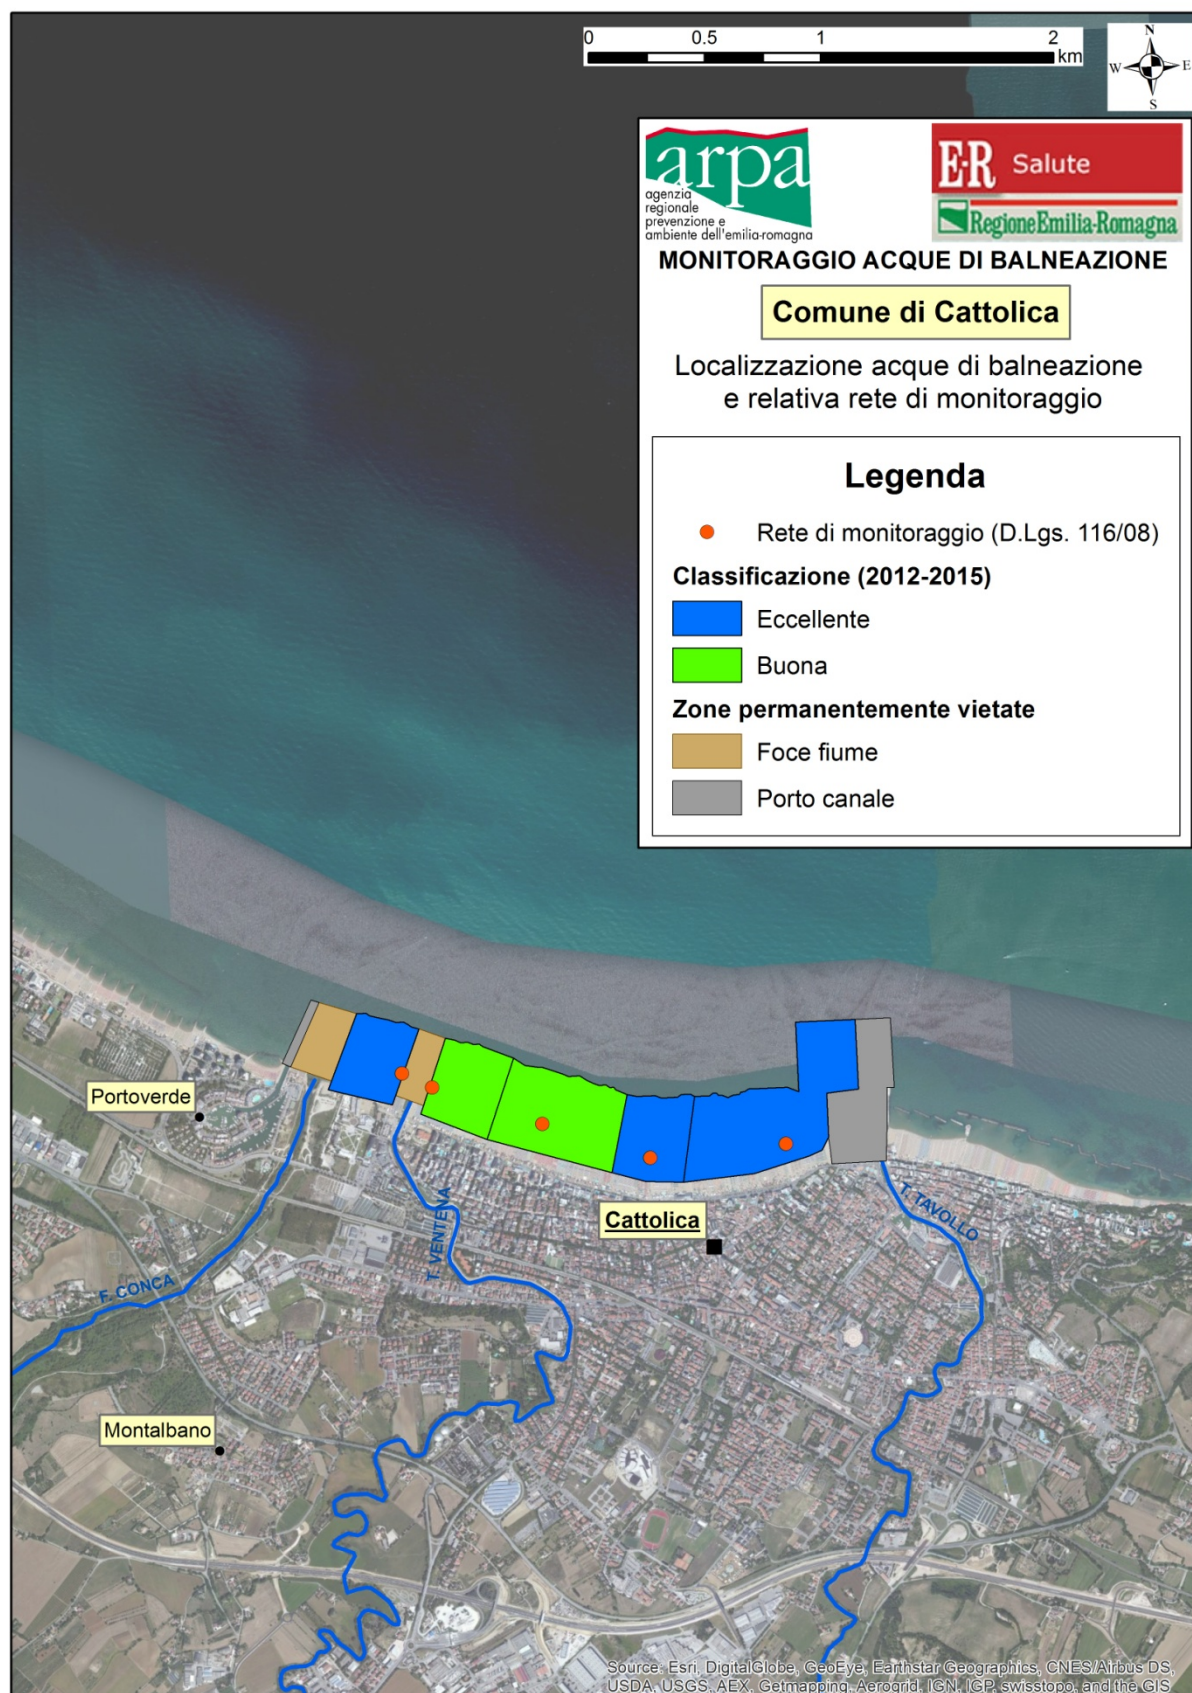 0 0.5 1 2
km
N
W E
S
arpa
agenzia
regionale
prevenzione e
ambiente dell'emilia-romagna
E·R Salute
RegioneEmilia-Romagna
MONITORAGGIO ACQUE DI BALNEAZIONE
Comune di Cattolica
Localizzazione acque di balneazione
e relativa rete di monitoraggio
Legenda
Rete di monitoraggio (D.Lgs. 116/08)
Classificazione (2012-2015)
Eccellente
Buona
Zone permanentemente vietate
Foce fiume
Porto canale
Portoverde
F. CONCA
T. VENTENA
Cattolica
T. TAVOLLO
Montalbano
Source: Esri, DigitalGlobe, GeoEye, Earthstar Geographics, CNES/Airbus DS,
USDA, USGS, AEX, Getmapping, Aerogrid, IGN, IGP, swisstopo, and the GIS